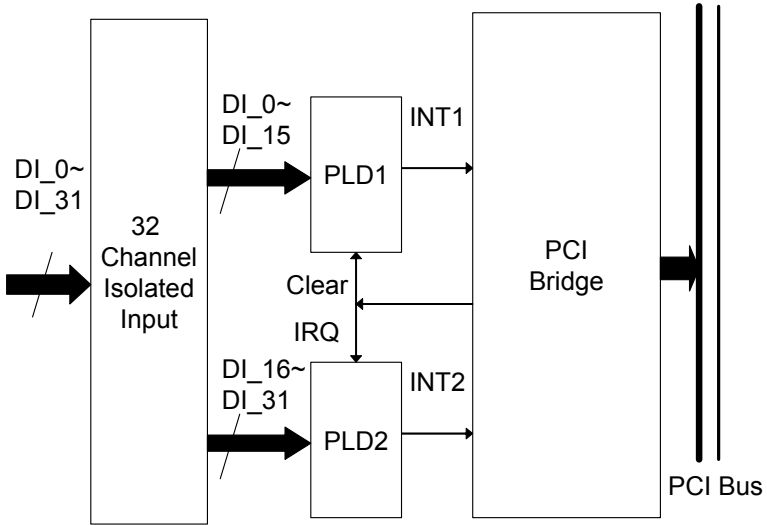 DI_0~
DI_31
32
Channel
Isolated
Input
DI_0~
DI_15
PLD1
INT1
Clear
IRQ
DI_16~
DI_31
PLD2
INT2
PCI
Bridge
PCI Bus